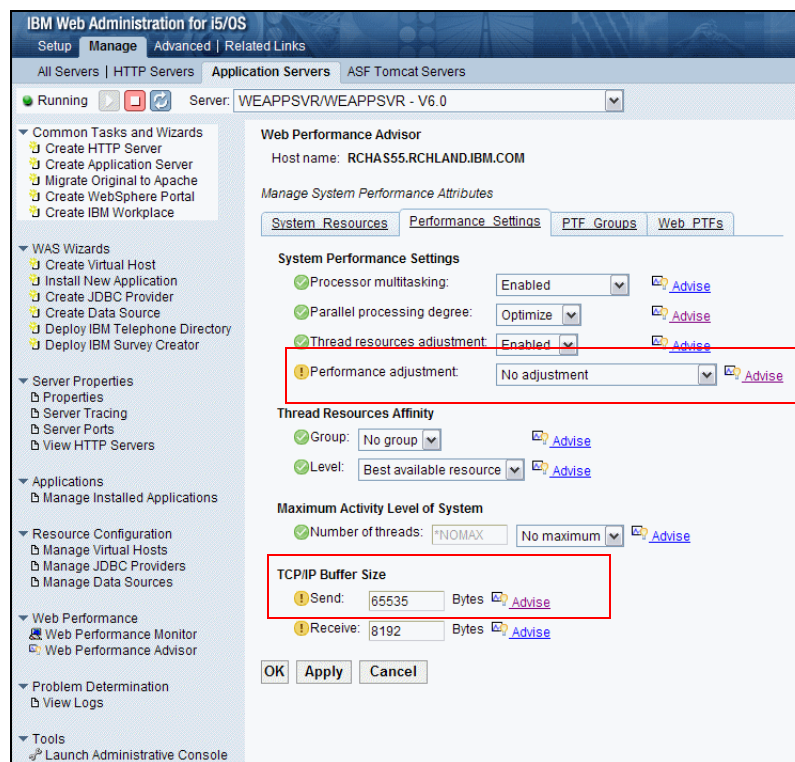 IBM Web Administration for i5/OS
Setup Manage Advanced | Related Links
All Servers | HTTP Servers Application Servers ASF Tomcat Servers
Running Server: WEAPPSVR/WEAPPSVR - V6.0
Common Tasks and Wizards
Create HTTP Server
Create Application Server
Migrate Original to Apache
Create WebSphere Portal
Create IBM Workplace
WAS Wizards
Create Virtual Host
Install New Application
Create JDBC Provider
Create Data Source
Deploy IBM Telephone Directory
Deploy IBM Survey Creator
Server Properties
Properties
Server Tracing
Server Ports
View HTTP Servers
Applications
Manage Installed Applications
Resource Configuration
Manage Virtual Hosts
Manage JDBC Providers
Manage Data Sources
Web Performance
Web Performance Monitor
Web Performance Advisor
Problem Determination
View Logs
Tools
Launch Administrative Console
Web Performance Advisor
Host name: RCHAS55.RCHLAND.IBM.COM
Manage System Performance Attributes
System Resources Performance Settings PTF Groups Web PTFs
System Performance Settings
Processor multitasking: Enabled Advise
Parallel processing degree: Optimize Advise
Thread resources adjustment: Enabled Advise
Performance adjustment: No adjustment Advise
Thread Resources Affinity
Group: No group Advise
Level: Best available resource Advise
Maximum Activity Level of System
Number of threads: *NOMAX No maximum Advise
TCP/IP Buffer Size
Send: 65535 Bytes Advise
Receive: 8192 Bytes Advise
OK Apply Cancel